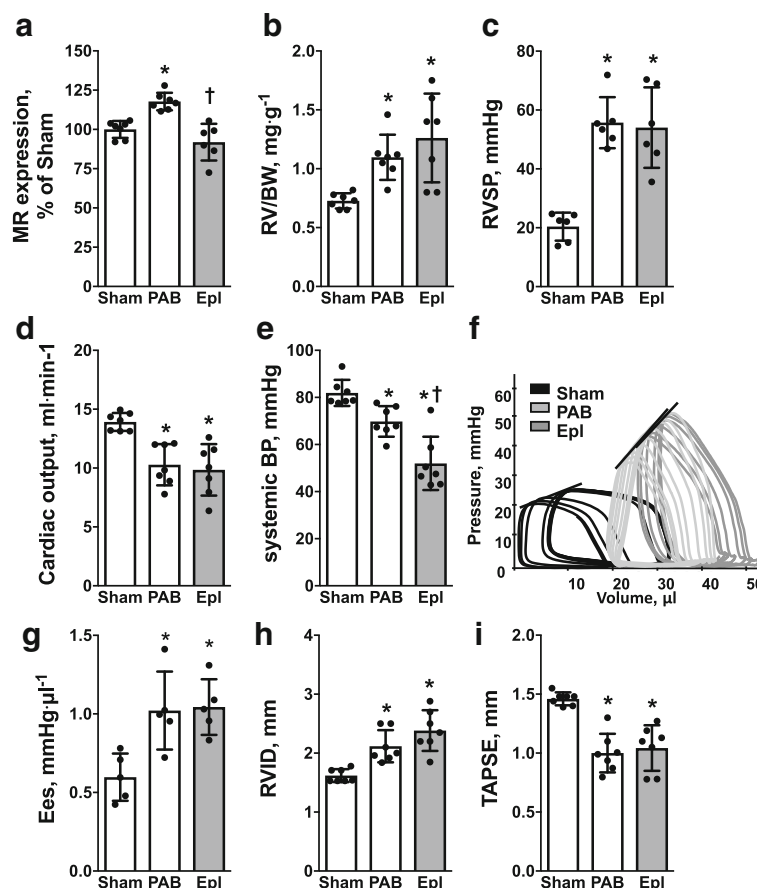 a
MR expression,
% of Sham
150
125
100
75
50
25
0
*
†
Sham PAB Epl
b
RV/BW, mg·g-1
2.0
1.5
1.0
0.5
0.0
*
*
Sham PAB Epl
c
RVSP, mmHg
80
60
40
20
0
*
*
Sham PAB Epl
d
Cardiac output, ml·min-1
20
15
10
5
0
*
*
Sham PAB Epl
e
systemic BP, mmHg
100
80
60
40
20
0
*
*†
Sham PAB Epl
f
Pressure, mmHg
60
50
40
30
20
10
0
Sham
PAB
Epl
10 20 30 40 50
Volume, µl
g
Ees, mmHg·µl-1
1.5
1.0
0.5
0.0
*
*
Sham PAB Epl
h
RVID, mm
4
3
2
1
0
*
*
Sham PAB Epl
i
TAPSE, mm
2.0
1.5
1.0
0.5
0.0
*
*
Sham PAB Epl